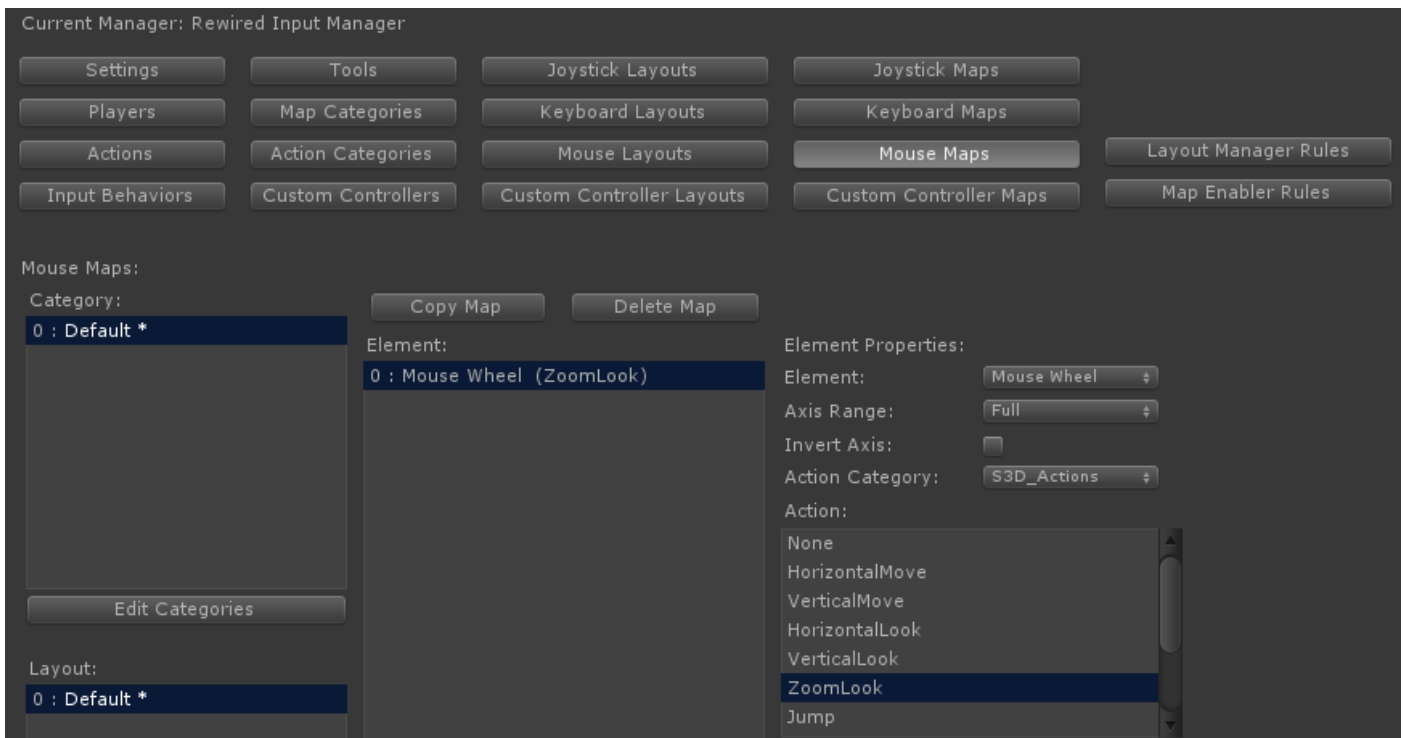 Current Manager: Rewired Input Manager
Settings Tools Joystick Layouts Joystick Maps
Players Map Categories Keyboard Layouts Keyboard Maps
Actions Action Categories Mouse Layouts Mouse Maps Layout Manager Rules
Input Behaviors Custom Controllers Custom Controller Layouts Custom Controller Maps Map Enabler Rules
Mouse Maps:
Category:
0 : Default *
Edit Categories
Layout:
0 : Default *
Copy Map Delete Map
Element:
0 : Mouse Wheel (ZoomLook)
Element Properties:
Element: Mouse Wheel
Axis Range: Full
Invert Axis:
Action Category: S3D_Actions
Action:
None
HorizontalMove
VerticalMove
HorizontalLook
VerticalLook
ZoomLook
Jump